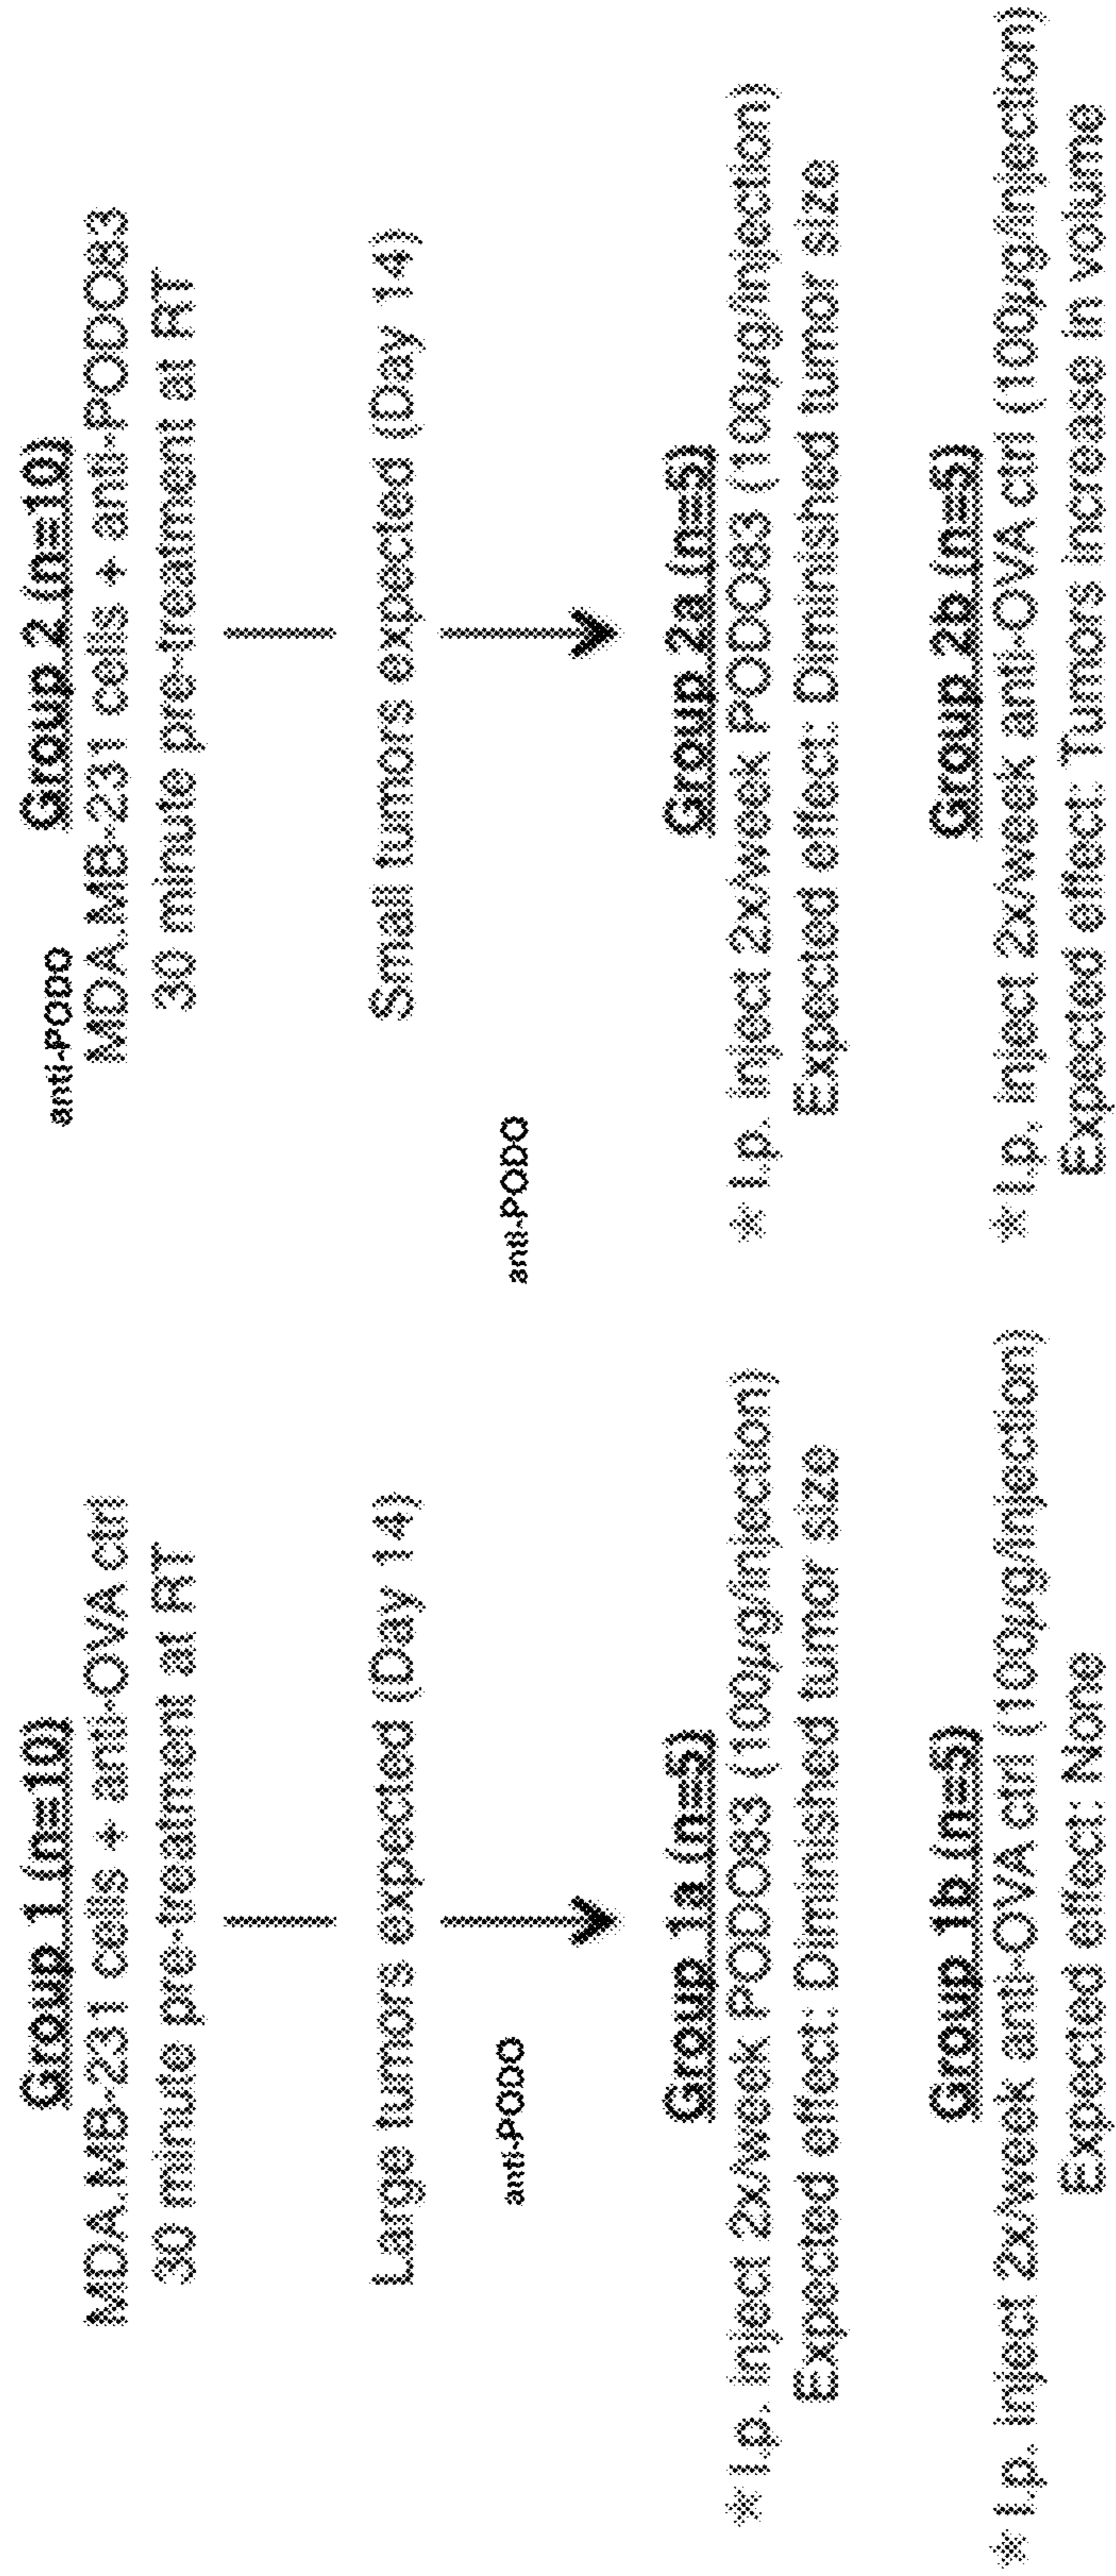 Group 1 (n=10)
MDA.MB-231 cells + anti-OVA ctrl
30 minute pre-treatment at RT
Large tumors expected (Day 14)
anti-PODO
Group 1a (n=5)
* I.p. inject 2x/week PODO83 (100µg/injection)
Expected effect: Diminished tumor size
Group 1b (n=5)
* I.p. inject 2x/week anti-OVA ctrl (100µg/injection)
Expected effect: None
Group 2 (n=10)
anti-PODO
MDA.MB-231 cells + anti-PODO83
30 minute pre-treatment at RT
Small tumors expected (Day 14)
anti-PODO
Group 2a (n=5)
* I.p. inject 2x/week PODO83 (100µg/injection)
Expected effect: Diminished tumor size
Group 2b (n=5)
* I.p. inject 2x/week anti-OVA ctrl (100µg/injection)
Expected effect: Tumors increase in volume